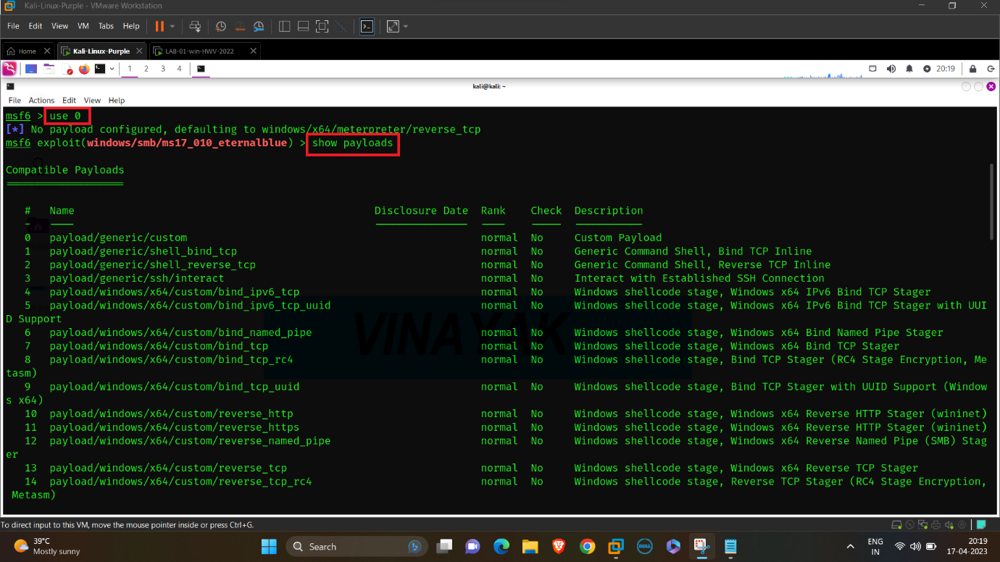 Kali-Linux-Purple - VMware Workstation
File Edit View VM Tabs Help
Home Kali-Linux-Purple LAB-01-win-HWV-2022
1 2 3 4 20:19
kali@kali: ~
File Actions Edit View Help
msf6 > use 0
[*] No payload configured, defaulting to windows/x64/meterpreter/reverse_tcp
msf6 exploit(windows/smb/ms17_010_eternalblue) > show payloads
Compatible Payloads
===================
# Name Disclosure Date Rank Check Description
- ---- --------------- ---- ----- -----------
0 payload/generic/custom normal No Custom Payload
1 payload/generic/shell_bind_tcp normal No Generic Command Shell, Bind TCP Inline
2 payload/generic/shell_reverse_tcp normal No Generic Command Shell, Reverse TCP Inline
3 payload/generic/ssh/interact normal No Interact with Established SSH Connection
4 payload/windows/x64/custom/bind_ipv6_tcp normal No Windows shellcode stage, Windows x64 IPv6 Bind TCP Stager
5 payload/windows/x64/custom/bind_ipv6_tcp_uuid normal No Windows shellcode stage, Windows x64 IPv6 Bind TCP Stager with UUI
D Support
VINAYAK
6 payload/windows/x64/custom/bind_named_pipe normal No Windows shellcode stage, Windows x64 Bind Named Pipe Stager
7 payload/windows/x64/custom/bind_tcp normal No Windows shellcode stage, Windows x64 Bind TCP Stager
8 payload/windows/x64/custom/bind_tcp_rc4 normal No Windows shellcode stage, Bind TCP Stager (RC4 Stage Encryption, Me
tasm)
9 payload/windows/x64/custom/bind_tcp_uuid normal No Windows shellcode stage, Bind TCP Stager with UUID Support (Window
s x64)
10 payload/windows/x64/custom/reverse_http normal No Windows shellcode stage, Windows x64 Reverse HTTP Stager (wininet)
11 payload/windows/x64/custom/reverse_https normal No Windows shellcode stage, Windows x64 Reverse HTTP Stager (wininet)
12 payload/windows/x64/custom/reverse_named_pipe normal No Windows shellcode stage, Windows x64 Reverse Named Pipe (SMB) Stag
er
13 payload/windows/x64/custom/reverse_tcp normal No Windows shellcode stage, Windows x64 Reverse TCP Stager
14 payload/windows/x64/custom/reverse_tcp_rc4 normal No Windows shellcode stage, Reverse TCP Stager (RC4 Stage Encryption,
Metasm)
To direct input to this VM, move the mouse pointer inside or press Ctrl+G.
39°C
Mostly sunny
Search
DELL
ENG
IN
20:19
17-04-2023